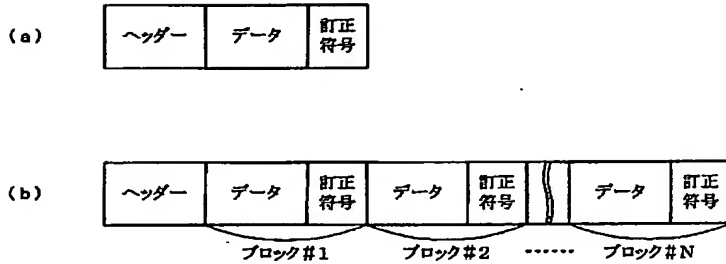 (a)
ヘッダー データ 訂正
符号
(b)
ヘッダー データ 訂正
符号 データ 訂正
符号 データ 訂正
符号
ブロック#1 ブロック#2 ‥‥‥ ブロック#N